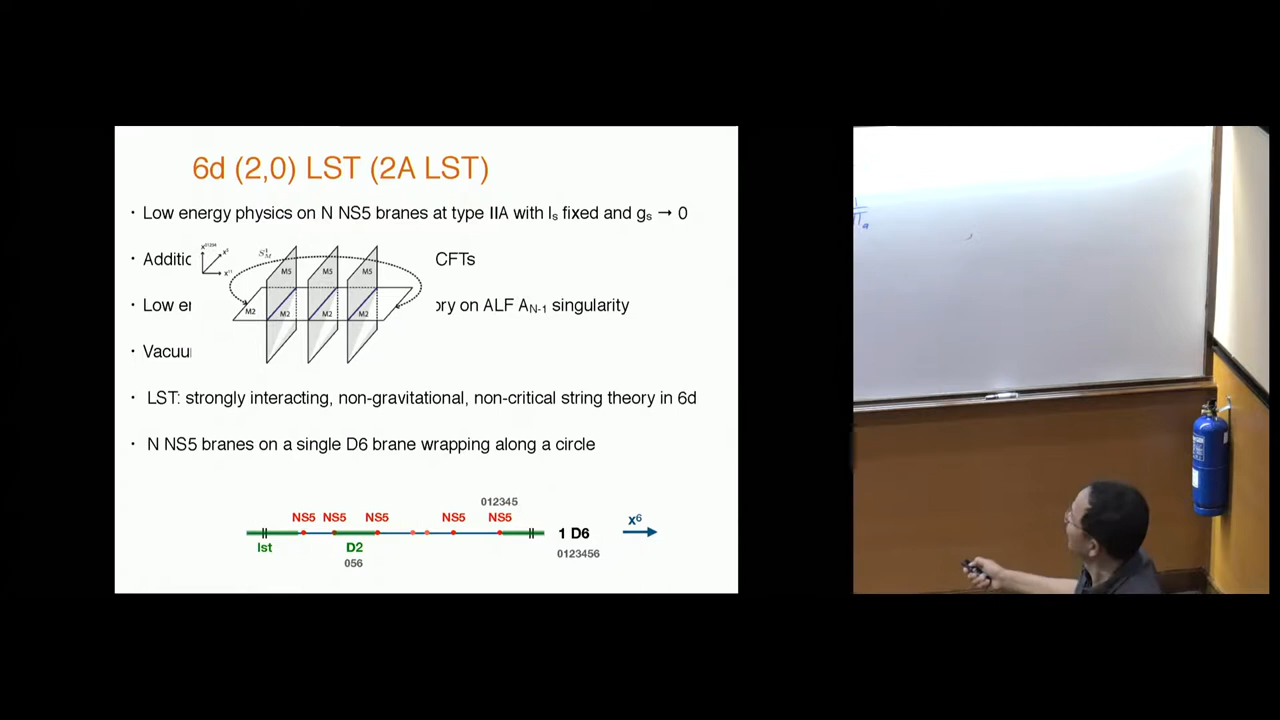 6d (2,0) LST (2A LST)
· Low energy physics on N NS5 branes at type IIA with ls fixed and gs → 0
· Additic
CFTs
· Low er
ory on ALF AN-1 singularity
· Vacuu
M5 M5 M5
M2 M2 M2 M2
· LST: strongly interacting, non-gravitational, non-critical string theory in 6d
· N NS5 branes on a single D6 brane wrapping along a circle
012345
NS5 NS5 NS5 NS5 NS5 x6
1 D6
lst D2 0123456
056